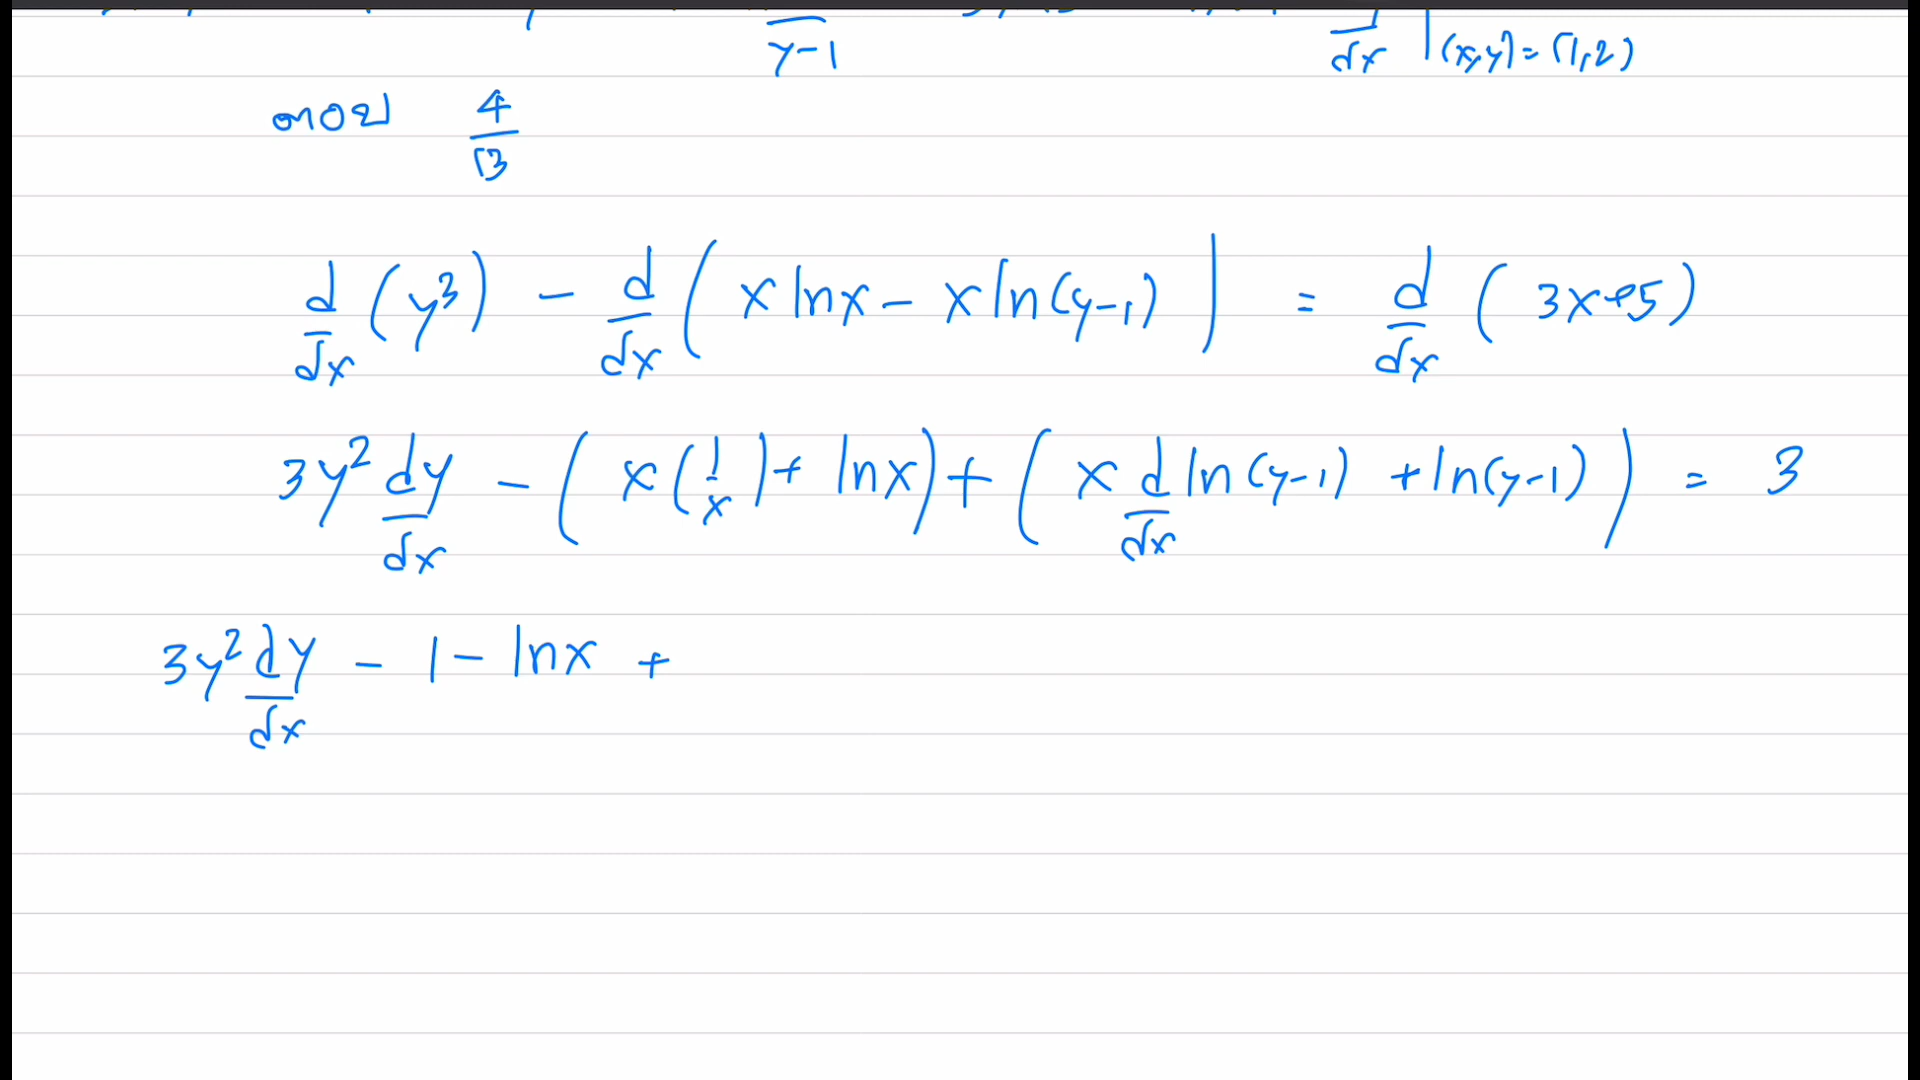 y-1 dx |(x,y)=(1,2)
ตอบ 4/13
d/dx (y³) - d/dx (x lnx - x ln(y-1)) = d/dx (3x+5)
3y² dy/dx - (x(1/x) + lnx) + (x d/dx ln(y-1) + ln(y-1)) = 3
3y² dy/dx - 1 - lnx +